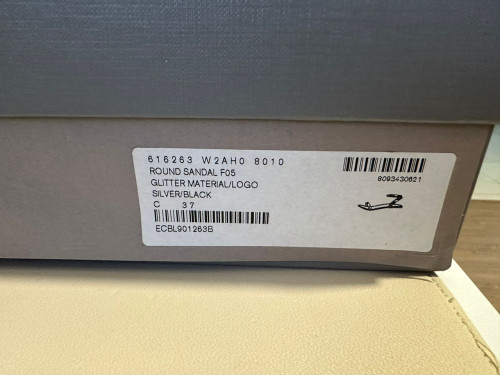 616263 W2AH0 8010
ROUND SANDAL F05
GLITTER MATERIAL/LOGO
SILVER/BLACK
C 37
ECBL901263B
8093430621